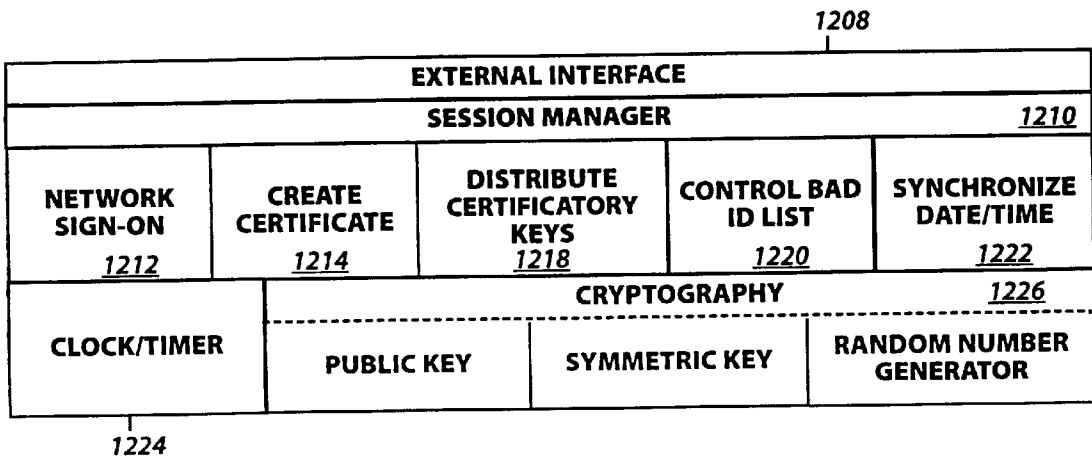 1208
EXTERNAL INTERFACE
SESSION MANAGER 1210
NETWORK
SIGN-ON
1212
CREATE
CERTIFICATE
1214
DISTRIBUTE
CERTIFICATORY
KEYS
1218
CONTROL BAD
ID LIST
1220
SYNCHRONIZE
DATE/TIME
1222
CLOCK/TIMER
CRYPTOGRAPHY 1226
PUBLIC KEY
SYMMETRIC KEY
RANDOM NUMBER
GENERATOR
1224